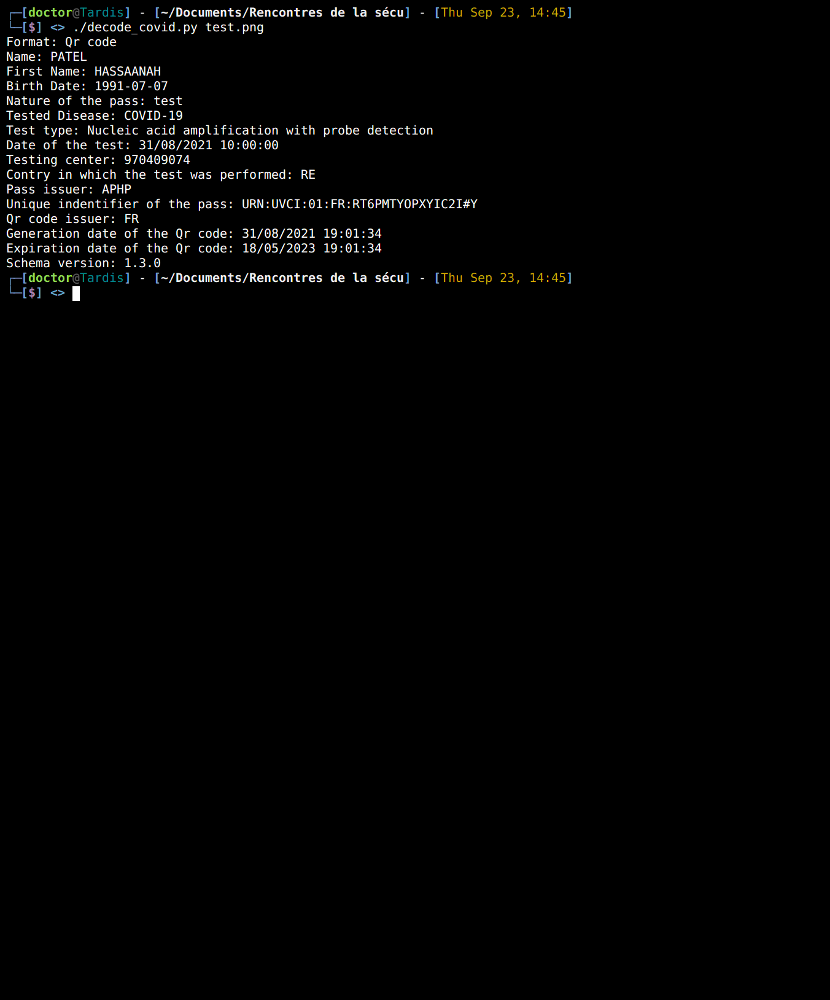 ┌─[doctor@Tardis] - [~/Documents/Rencontres de la sécu] - [Thu Sep 23, 14:45]
└─[$] <> ./decode_covid.py test.png
Format: Qr code
Name: PATEL
First Name: HASSAANAH
Birth Date: 1991-07-07
Nature of the pass: test
Tested Disease: COVID-19
Test type: Nucleic acid amplification with probe detection
Date of the test: 31/08/2021 10:00:00
Testing center: 970409074
Contry in which the test was performed: RE
Pass issuer: APHP
Unique indentifier of the pass: URN:UVCI:01:FR:RT6PMTYOPXYIC2I#Y
Qr code issuer: FR
Generation date of the Qr code: 31/08/2021 19:01:34
Expiration date of the Qr code: 18/05/2023 19:01:34
Schema version: 1.3.0
┌─[doctor@Tardis] - [~/Documents/Rencontres de la sécu] - [Thu Sep 23, 14:45]
└─[$] <>